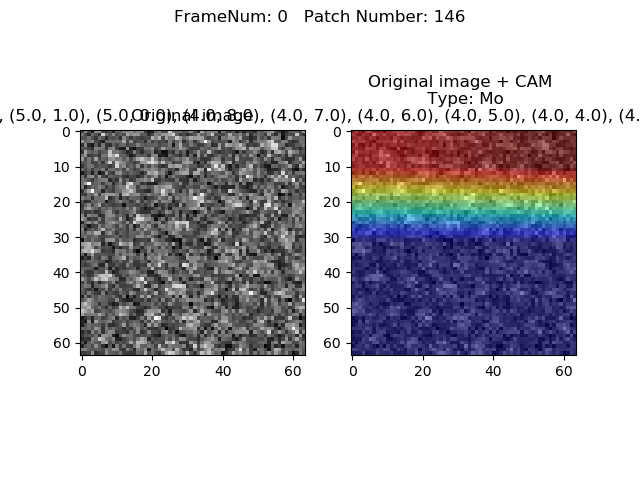 FrameNum: 0   Patch Number: 146
Original image + CAM
Type: Mo
, (5.0, 1.0), (5.0, 0.0), (4.0, 8.0), (4.0, 7.0), (4.0, 6.0), (4.0, 5.0), (4.0, 4.0), (4.
Original image
0
10
20
30
40
50
60
0 20 40 60
0
10
20
30
40
50
60
0 20 40 60